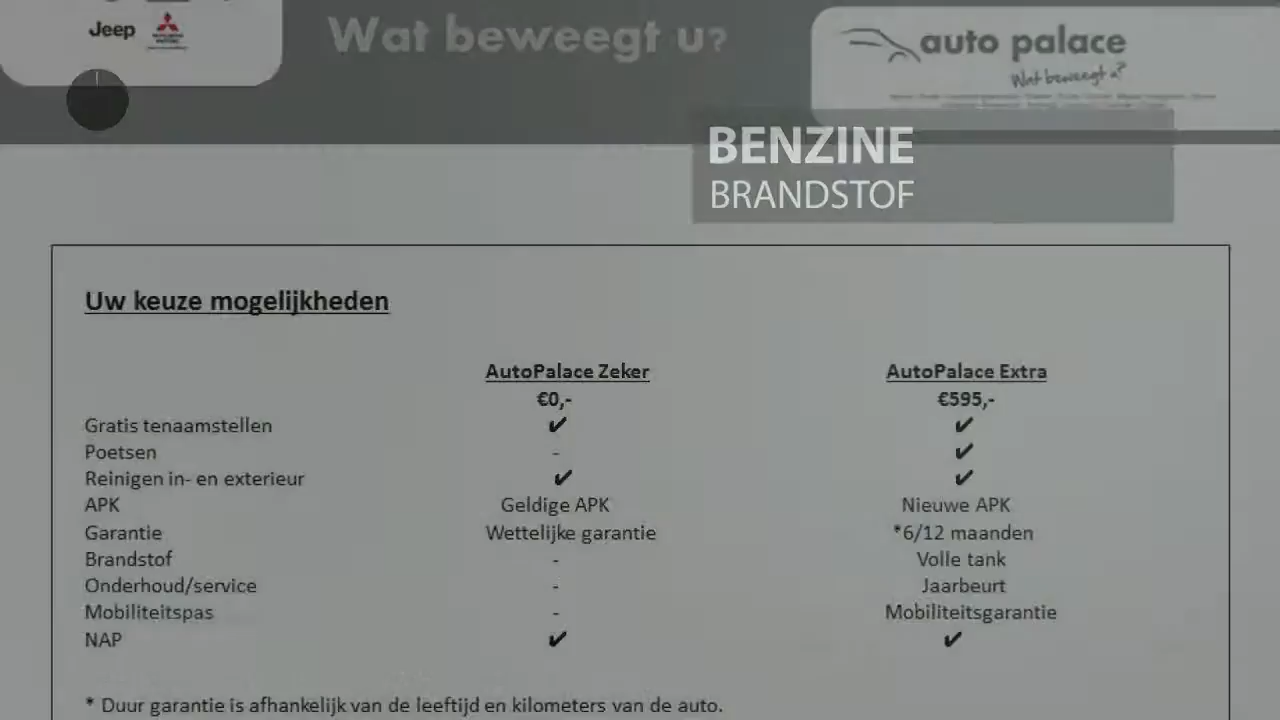 Jeep
Wat beweegt u?
auto palace
Wat beweegt u?
BENZINE
BRANDSTOF
Uw keuze mogelijkheden
AutoPalace Zeker AutoPalace Extra
€0,- €595,-
Gratis tenaamstellen ✔ ✔
Poetsen - ✔
Reinigen in- en exterieur ✔ ✔
APK Geldige APK Nieuwe APK
Garantie Wettelijke garantie *6/12 maanden
Brandstof - Volle tank
Onderhoud/service - Jaarbeurt
Mobiliteitspas - Mobiliteitsgarantie
NAP ✔ ✔
* Duur garantie is afhankelijk van de leeftijd en kilometers van de auto.